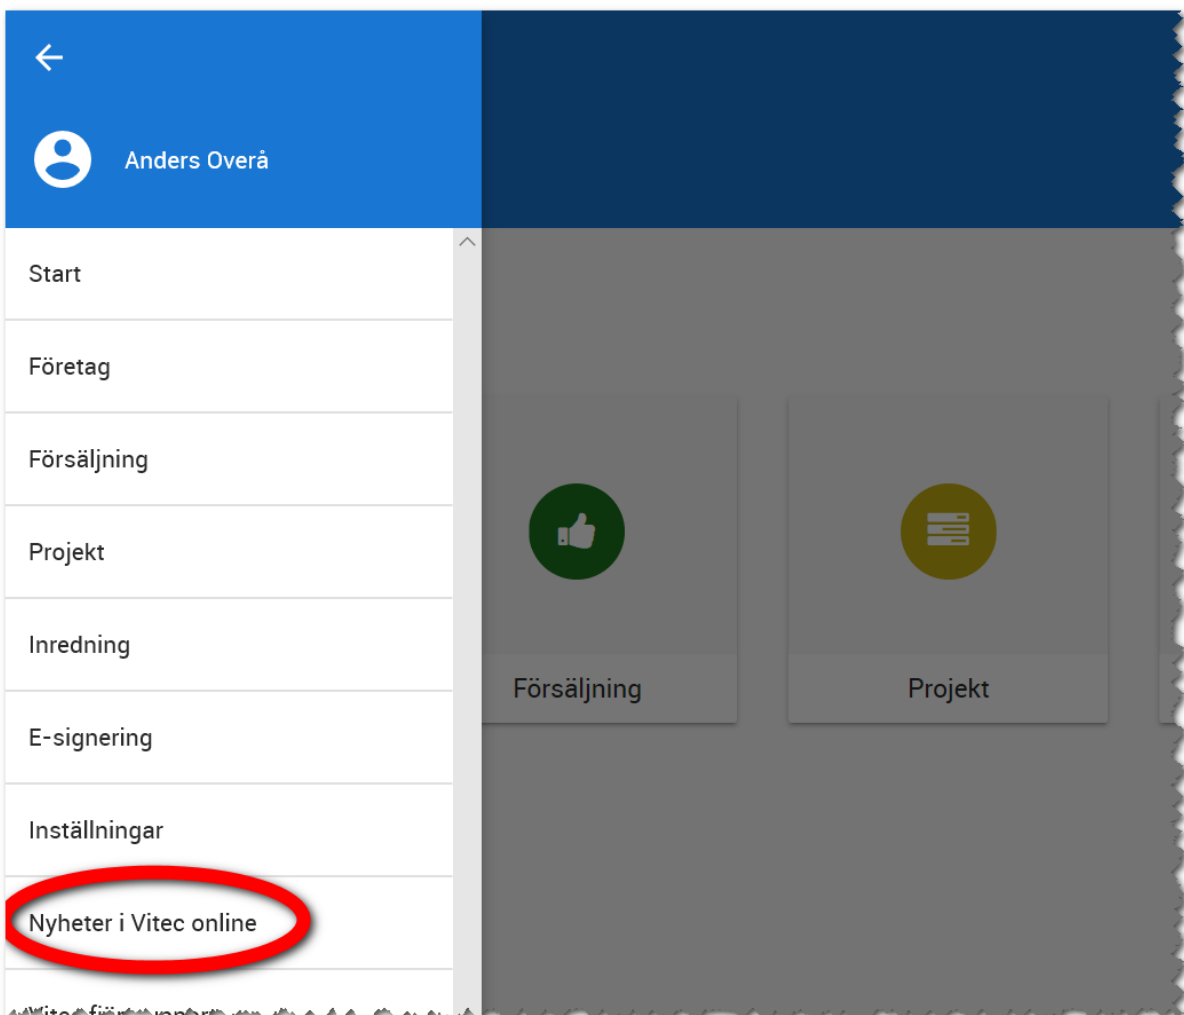 Anders Overå
Start
Företag
Försäljning
Projekt
Inredning
Försäljning
Projekt
E-signering
Inställningar
Nyheter i Vitec online